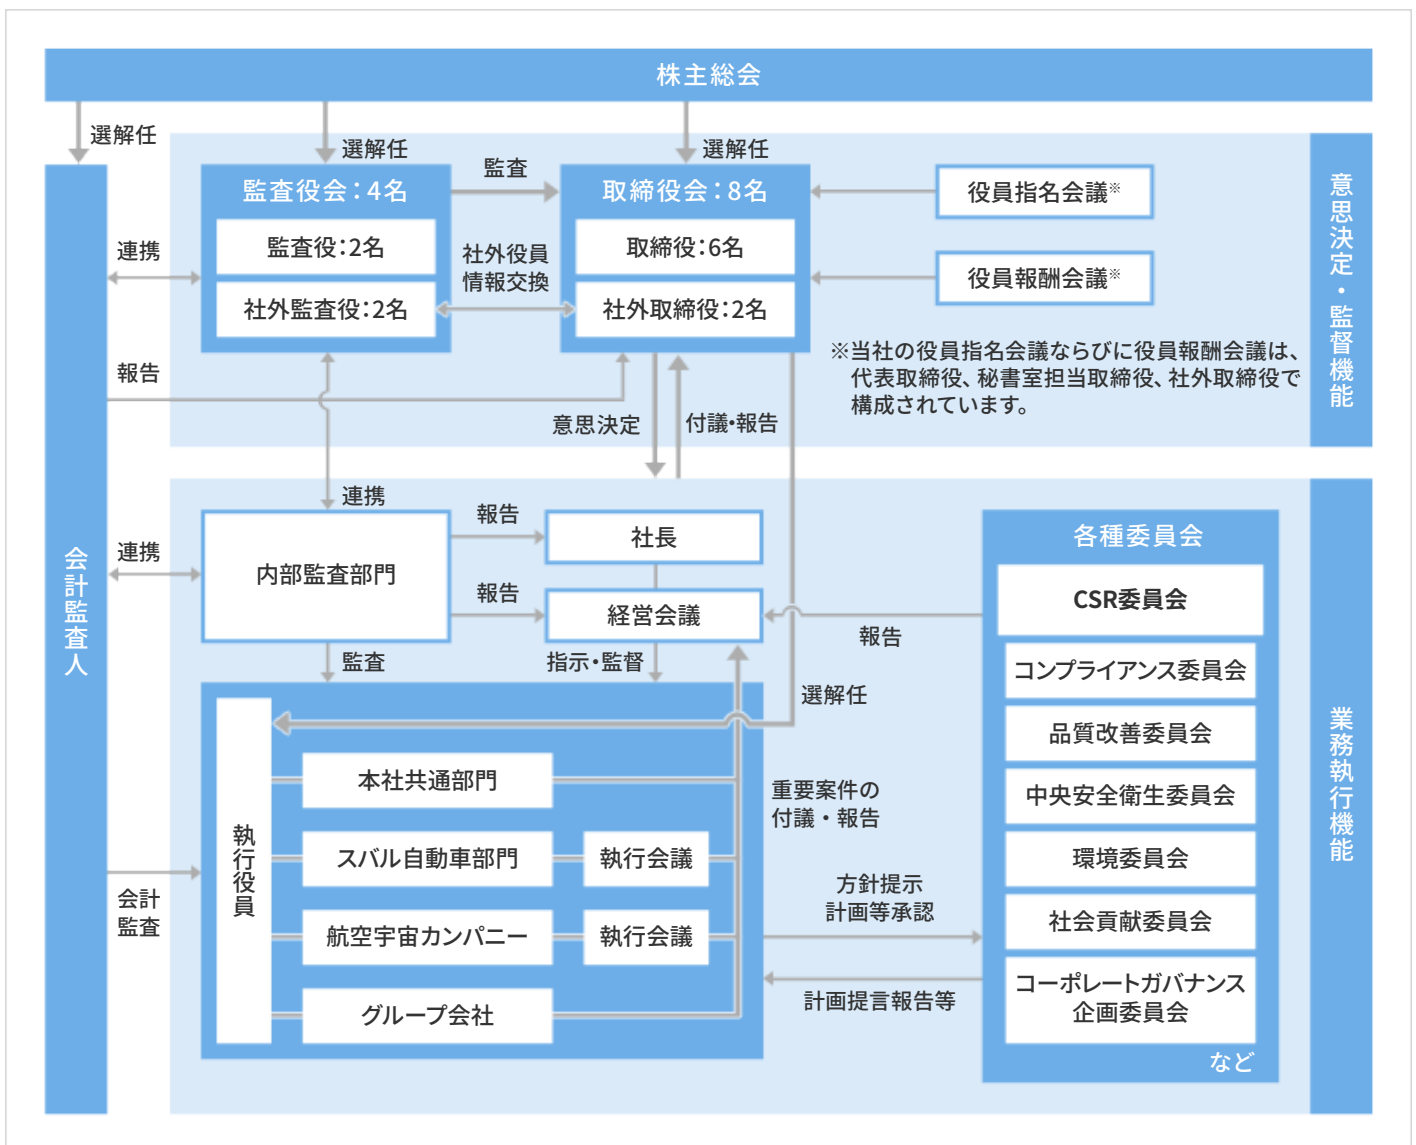 株主総会
選解任
選解任
選解任
監査役会：4名
監査役：2名
社外監査役：2名
監査
社外役員
情報交換
取締役会：8名
取締役：6名
社外取締役：2名
役員指名会議※
役員報酬会議※
※当社の役員指名会議ならびに役員報酬会議は、
代表取締役、秘書室担当取締役、社外取締役で
構成されています。
意思決定・監督機能
連携
報告
意思決定
付議・報告
会計監査人
連携
連携
内部監査部門
報告
報告
社長
経営会議
監査
指示・監督
報告
選解任
執行役員
本社共通部門
スバル自動車部門
執行会議
航空宇宙カンパニー
執行会議
グループ会社
会計
監査
重要案件の
付議・報告
方針提示
計画等承認
計画提言報告等
各種委員会
CSR委員会
コンプライアンス委員会
品質改善委員会
中央安全衛生委員会
環境委員会
社会貢献委員会
コーポレートガバナンス
企画委員会
など
業務執行機能